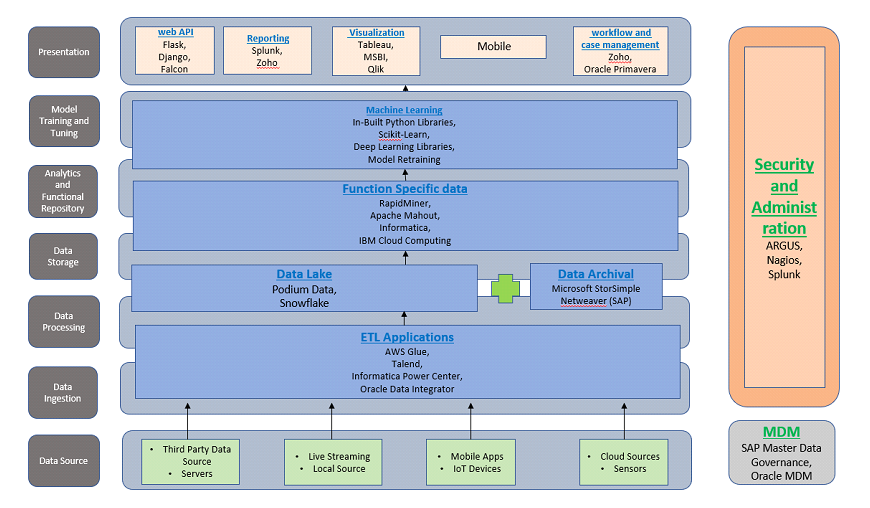 Presentation
web API
Flask,
Django,
Falcon
Reporting
Splunk,
Zoho
Visualization
Tableau,
MSBI,
Qlik
Mobile
workflow and
case management
Zoho,
Oracle Primavera
Model
Training and
Tuning
Machine Learning
In-Built Python Libraries,
Scikit-Learn,
Deep Learning Libraries,
Model Retraining
Analytics
and
Functional
Repository
Function Specific data
RapidMiner,
Apache Mahout,
Informatica,
IBM Cloud Computing
Data
Storage
Data Lake
Podium Data,
Snowflake
Data Archival
Microsoft StorSimple
Netweaver (SAP)
Data
Processing
ETL Applications
AWS Glue,
Talend,
Informatica Power Center,
Oracle Data Integrator
Data
Ingestion
Data Source
• Third Party Data
Source
• Servers
• Live Streaming
• Local Source
• Mobile Apps
• IoT Devices
• Cloud Sources
• Sensors
Security
and
Administ
ration
ARGUS,
Nagios,
Splunk
MDM
SAP Master Data
Governance,
Oracle MDM